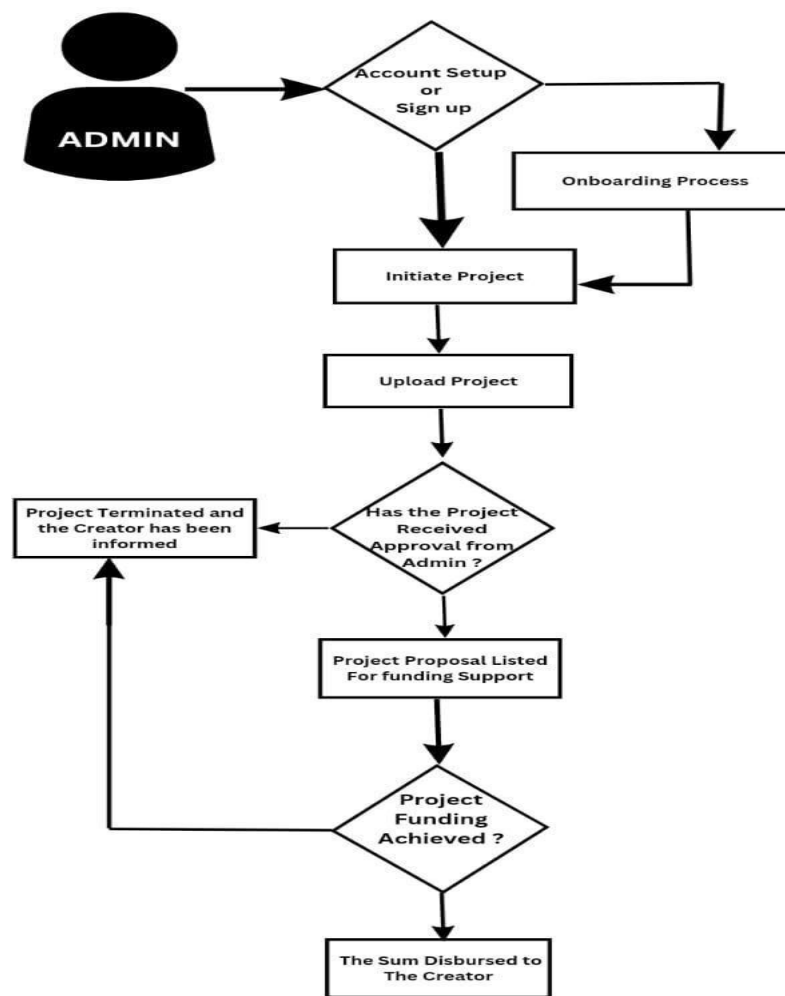 Account Setup
or
Sign up
ADMIN
Onboarding Process
Initiate Project
Upload Project
Project Terminated and
the Creator has been
informed
Has the Project
Received
Approval from
Admin ?
Project Proposal Listed
For funding Support
Project
Funding
Achieved ?
The Sum Disbursed to
The Creator